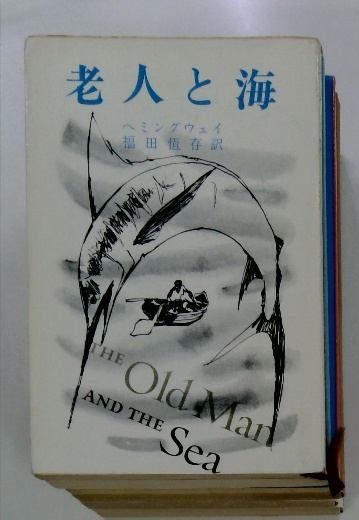 老人と海
ヘミングウェイ
福田恆存訳
THE
Old Man
AND THE
Sea